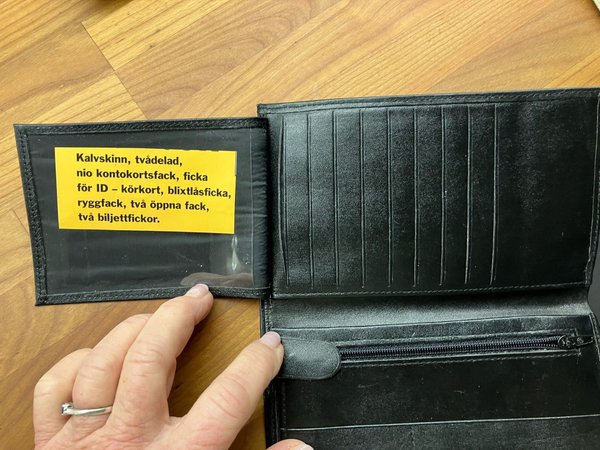 Kalvskinn, tvådelad,
nio kontokortsfack, ficka
för ID – körkort, blixtlåsficka,
ryggfack, två öppna fack,
två biljettfickor.